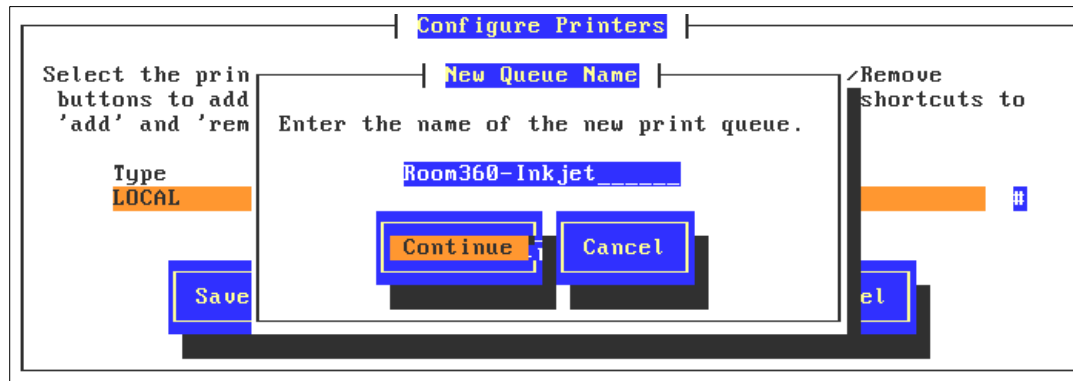 Configure Printers
Select the prin
buttons to add
'add' and 'rem
/Remove
shortcuts to
New Queue Name
Enter the name of the new print queue.
Room360-Inkjet______
Type
LOCAL
#
Continue
Cancel
Save
el